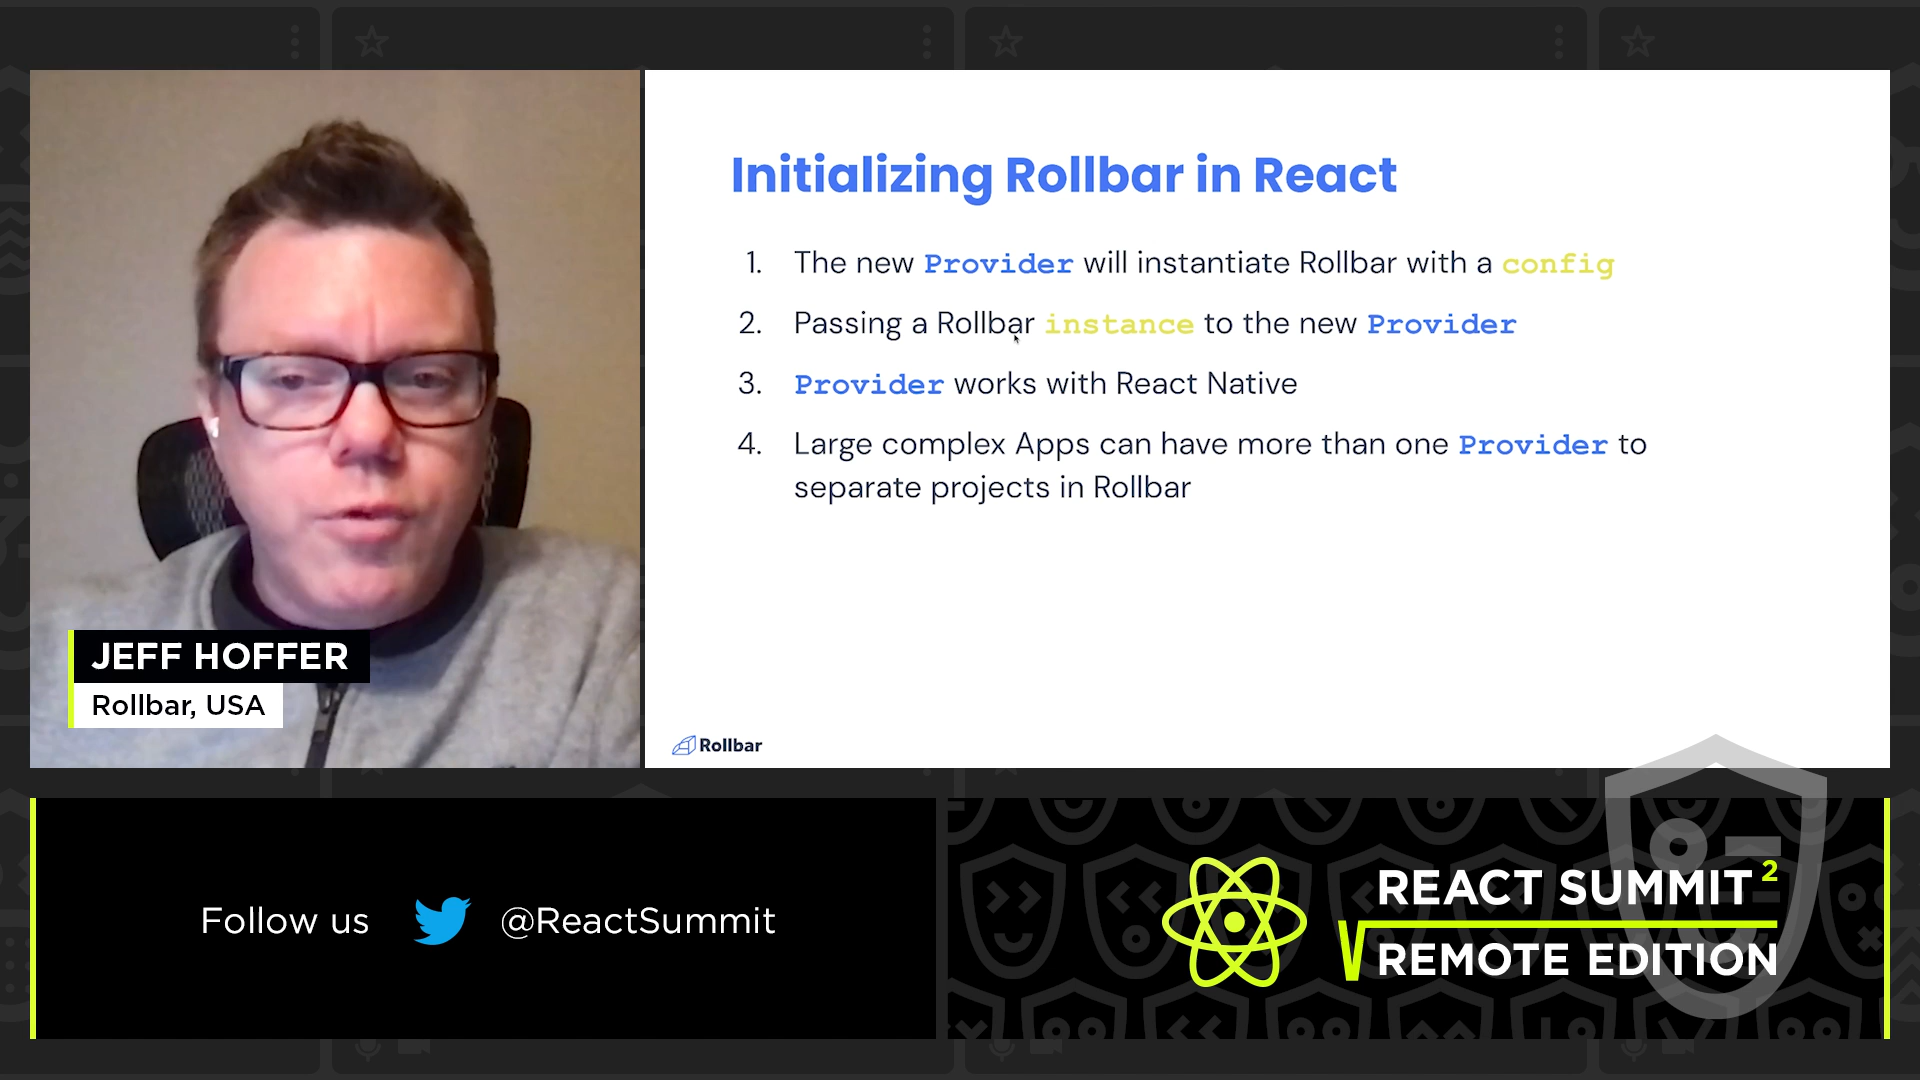 Initializing Rollbar in React
1. The new Provider will instantiate Rollbar with a config
2. Passing a Rollbar instance to the new Provider
3. Provider works with React Native
4. Large complex Apps can have more than one Provider to
separate projects in Rollbar
Rollbar
JEFF HOFFER
Rollbar, USA
Follow us @ReactSummit
REACT SUMMIT²
REMOTE EDITION